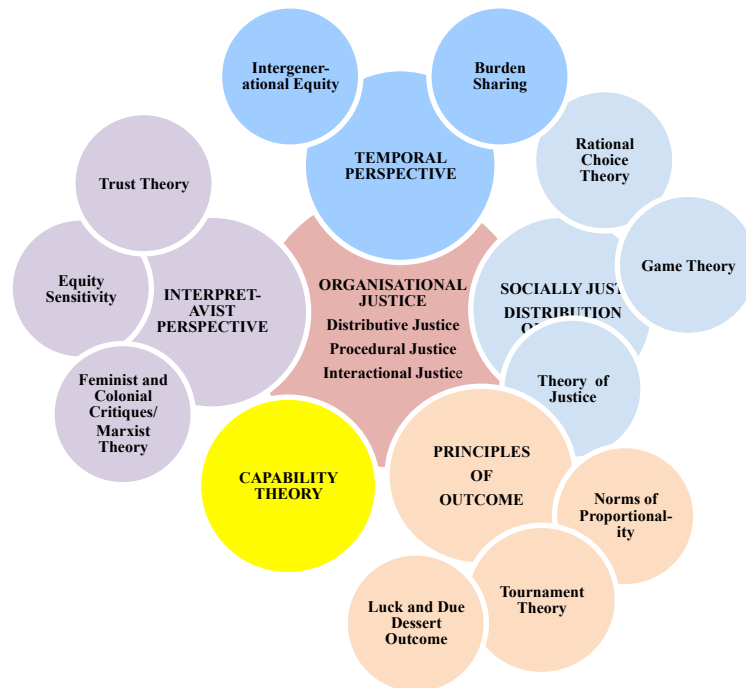 Intergener-
ational Equity
Burden
Sharing
TEMPORAL
PERSPECTIVE
Rational
Choice
Theory
Trust Theory
Game Theory
Equity
Sensitivity
INTERPRET-
AVIST
PERSPECTIVE
ORGANISATIONAL
JUSTICE
Distributive Justice
Procedural Justice
Interactional Justice
SOCIALLY JUST
DISTRIBUTION
Feminist and
Colonial
Critiques/
Marxist
Theory
Theory of
Justice
CAPABILITY
THEORY
PRINCIPLES
OF
OUTCOME
Norms of
Proportional-
ity
Luck and Due
Dessert
Outcome
Tournament
Theory